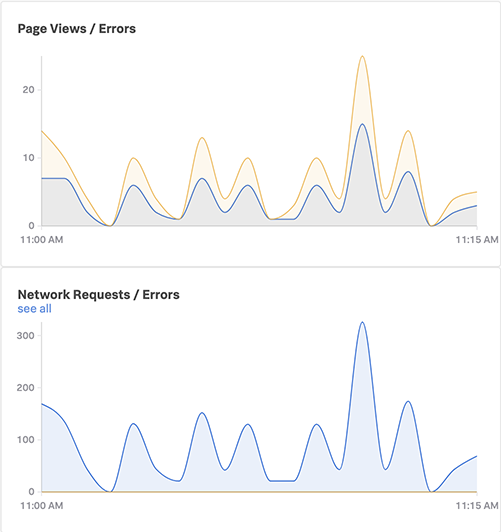 Page Views / Errors
20
10
0
11:00 AM 11:15 AM
Network Requests / Errors
see all
300
200
100
0
11:00 AM 11:15 AM